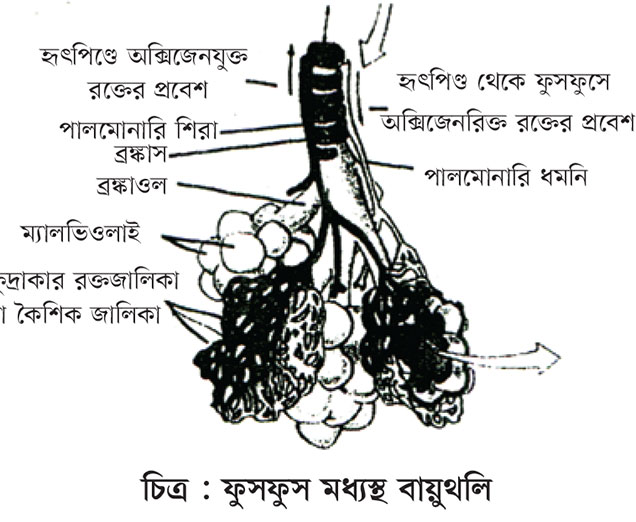 হৃৎপিণ্ডে অক্সিজেনযুক্ত
রক্তের প্রবেশ
পালমোনারি শিরা
ব্রঙ্কাস
ব্রঙ্কাওল
ম্যালভিওলাই
রক্তজালিকা
কৈশিক জালিকা
হৃৎপিণ্ড থেকে ফুসফুসে
অক্সিজেনরিক্ত রক্তের প্রবেশ
পালমোনারি ধমনি
চিত্র : ফুসফুস মধ্যস্থ বায়ুথলি